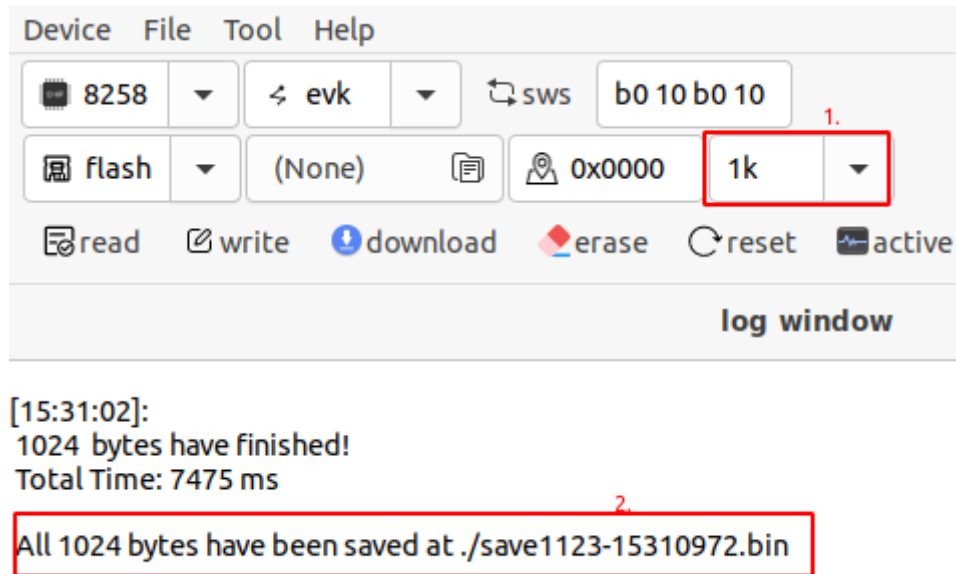 Device File Tool Help
8258 evk sws b0 10 b0 10
1.
flash (None) 0x0000 1k
read write download erase reset active
log window
[15:31:02]:
1024 bytes have finished!
Total Time: 7475 ms
2.
All 1024 bytes have been saved at ./save1123-15310972.bin